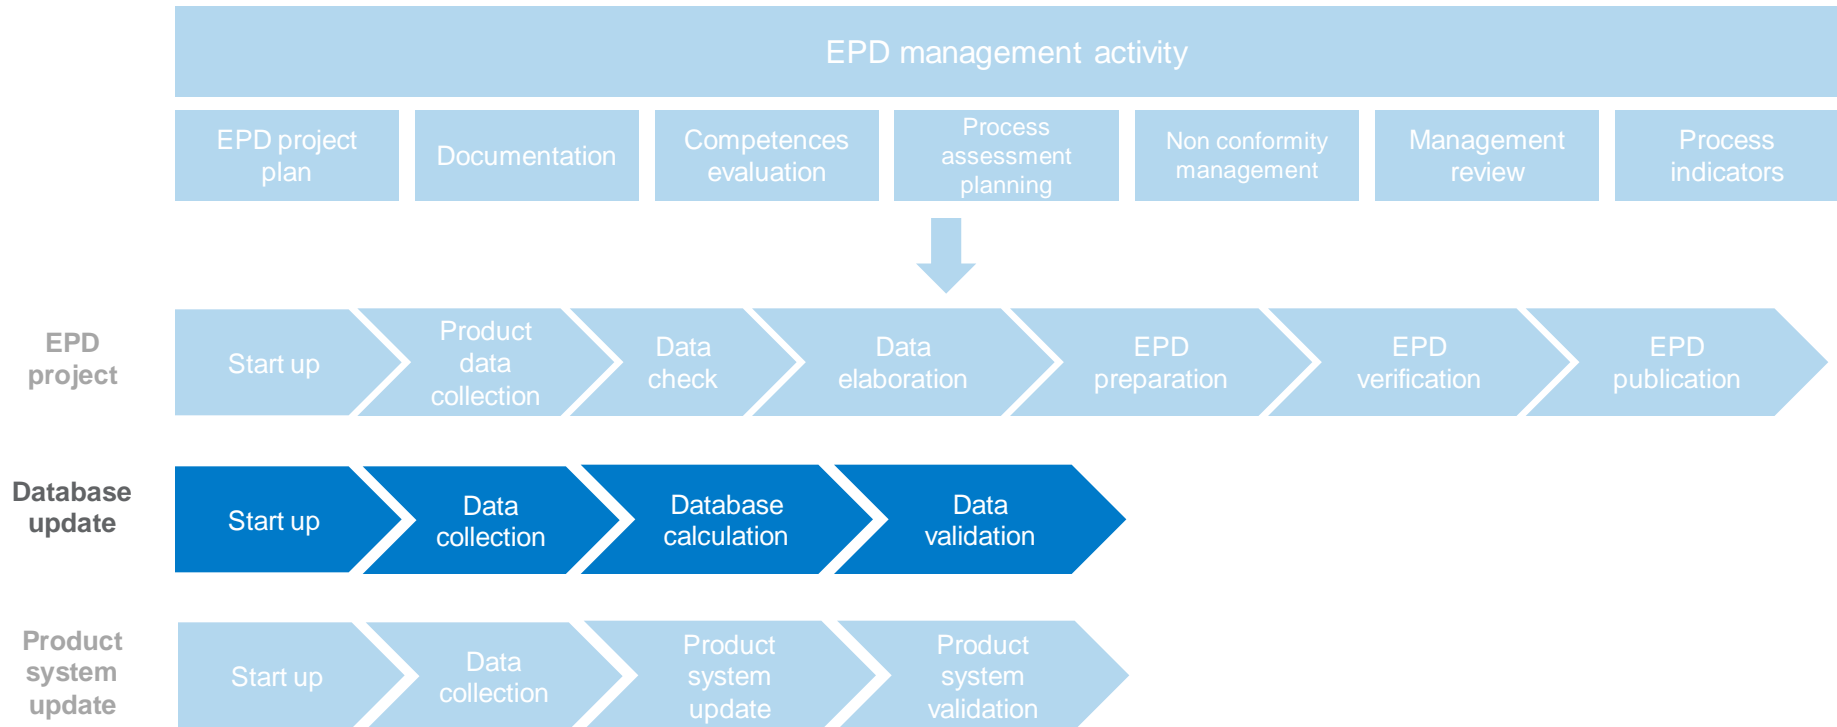 EPD management activity
EPD project
plan
Documentation
Competences
evaluation
Process
assessment
planning
Non conformity
management
Management
review
Process
indicators
EPD
project
Start up
Product
data
collection
Data
check
Data
elaboration
EPD
preparation
EPD
verification
EPD
publication
Database
update
Start up
Data
collection
Database
calculation
Data
validation
Product
system
update
Start up
Data
collection
Product
system
update
Product
system
validation